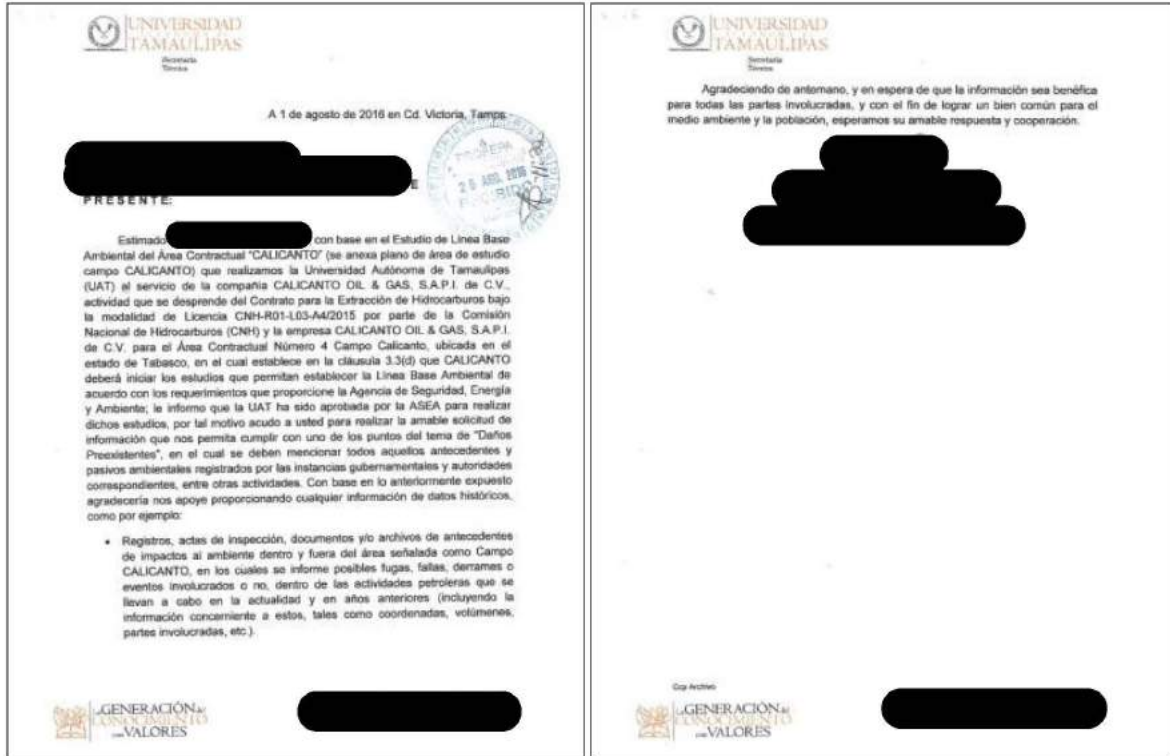 UNIVERSIDAD
TAMAULIPAS
Secretaría
Técnica
A 1 de agosto de 2016 en Cd. Victoria, Tamps.
PROFEPA
26 AGO. 2016
RECIBIDO
E
PRESENTE:
Estimado con base en el Estudio de Línea Base
Ambiental del Área Contractual "CALICANTO" (se anexa plano de área de estudio
campo CALICANTO) que realizamos la Universidad Autónoma de Tamaulipas
(UAT) al servicio de la compañía CALICANTO OIL & GAS, S.A.P.I. de C.V.,
actividad que se desprende del Contrato para la Extracción de Hidrocarburos bajo
la modalidad de Licencia CNH-R01-L03-A4/2015 por parte de la Comisión
Nacional de Hidrocarburos (CNH) y la empresa CALICANTO OIL & GAS, S.A.P.I.
de C.V. para el Área Contractual Número 4 Campo Calicanto, ubicada en el
estado de Tabasco, en el cual establece en la cláusula 3.3(d) que CALICANTO
deberá iniciar los estudios que permitan establecer la Línea Base Ambiental de
acuerdo con los requerimientos que proporcione la Agencia de Seguridad, Energía
y Ambiente; le informo que la UAT ha sido aprobada por la ASEA para realizar
dichos estudios, por tal motivo acudo a usted para realizar la amable solicitud de
información que nos permita cumplir con uno de los puntos del tema de "Daños
Preexistentes", en el cual se deben mencionar todos aquellos antecedentes y
pasivos ambientales registrados por las instancias gubernamentales y autoridades
correspondientes, entre otras actividades. Con base en lo anteriormente expuesto
agradecería nos apoye proporcionando cualquier información de datos históricos,
como por ejemplo:
• Registros, actas de inspección, documentos y/o archivos de antecedentes
de impactos al ambiente dentro y fuera del área señalada como Campo
CALICANTO, en los cuales se informe posibles fugas, fallas, derrames o
eventos involucrados o no, dentro de las actividades petroleras que se
llevan a cabo en la actualidad y en años anteriores (incluyendo la
información concerniente a estos, tales como coordenadas, volúmenes,
partes involucradas, etc.).
La GENERACIÓN del
CONOCIMIENTO
con VALORES
UNIVERSIDAD
TAMAULIPAS
Secretaría
Técnica
Agradeciendo de antemano, y en espera de que la información sea benéfica
para todas las partes involucradas, y con el fin de lograr un bien común para el
medio ambiente y la población, esperamos su amable respuesta y cooperación.
Ccp Archivo
La GENERACIÓN del
CONOCIMIENTO
con VALORES